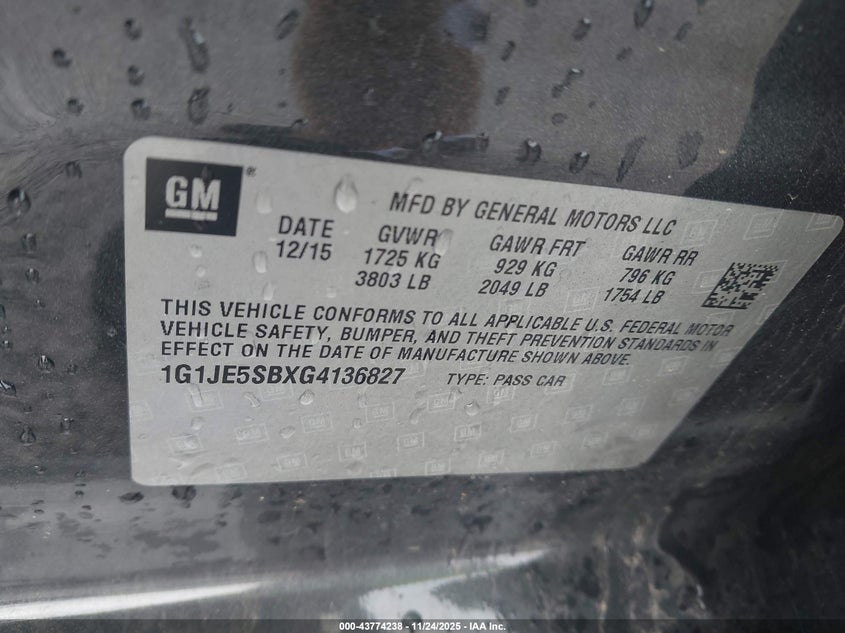 GM ®
MFD BY GENERAL MOTORS LLC
DATE GVWR GAWR FRT GAWR RR
12/15 1725 KG 929 KG 796 KG
3803 LB 2049 LB 1754 LB
THIS VEHICLE CONFORMS TO ALL APPLICABLE U.S. FEDERAL MOTOR
VEHICLE SAFETY, BUMPER, AND THEFT PREVENTION STANDARDS IN
EFFECT ON THE DATE OF MANUFACTURE SHOWN ABOVE.
1G1JE5SBXG4136827 TYPE: PASS CAR
000-43774238 - 11/24/2025 - IAA Inc.